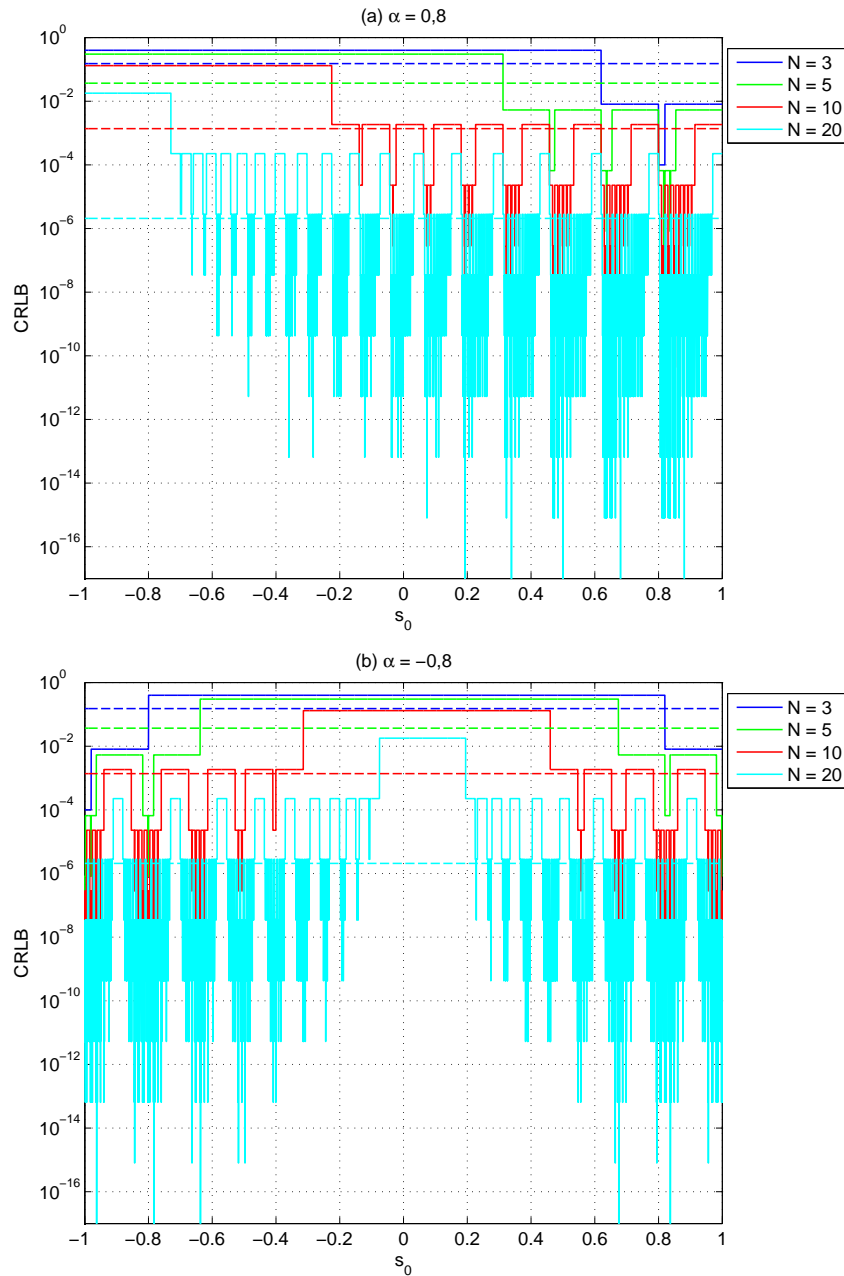 (a) α = 0,8
10^0
10^−2
10^−4
10^−6
10^−8
10^−10
10^−12
10^−14
10^−16
CRLB
−1 −0.8 −0.6 −0.4 −0.2 0 0.2 0.4 0.6 0.8 1
s_0
N = 3
N = 5
N = 10
N = 20
(b) α = −0,8
10^0
10^−2
10^−4
10^−6
10^−8
10^−10
10^−12
10^−14
10^−16
CRLB
−1 −0.8 −0.6 −0.4 −0.2 0 0.2 0.4 0.6 0.8 1
s_0
N = 3
N = 5
N = 10
N = 20